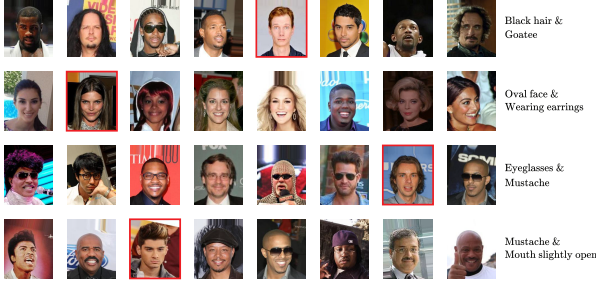 Black hair &
Goatee
Oval face &
Wearing earrings
Eyeglasses &
Mustache
Mustache &
Mouth slightly open